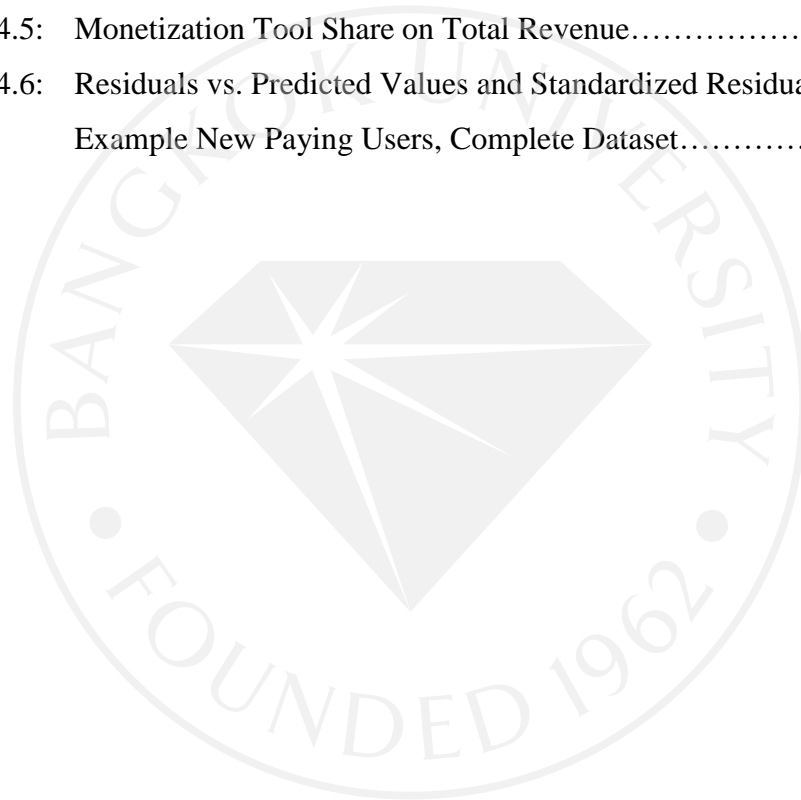 4.5: Monetization Tool Share on Total Revenue……………….
4.6: Residuals vs. Predicted Values and Standardized
Example New Paying Users, Complete Dataset…………..
BANGKOK UNIVERSITY
• FOUNDED 1962 •